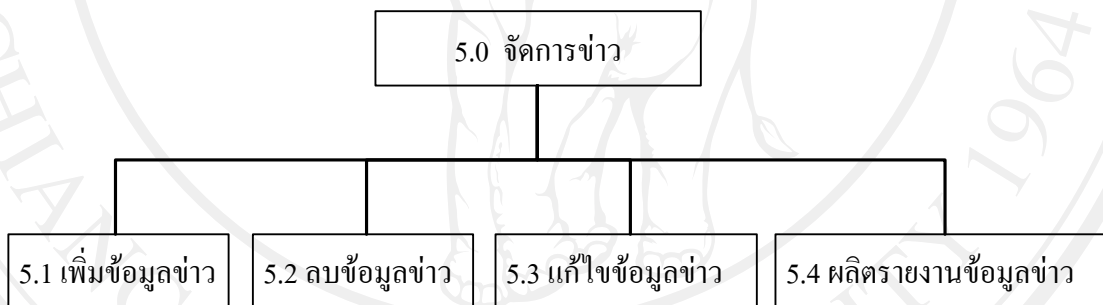 5.0 จัดการข่าว
5.1 เพิ่มข้อมูลข่าว
5.2 ลบข้อมูลข่าว
5.3 แก้ไขข้อมูลข่าว
5.4 ผลิตรายงานข้อมูลข่าว
CHIANG
TY 1964